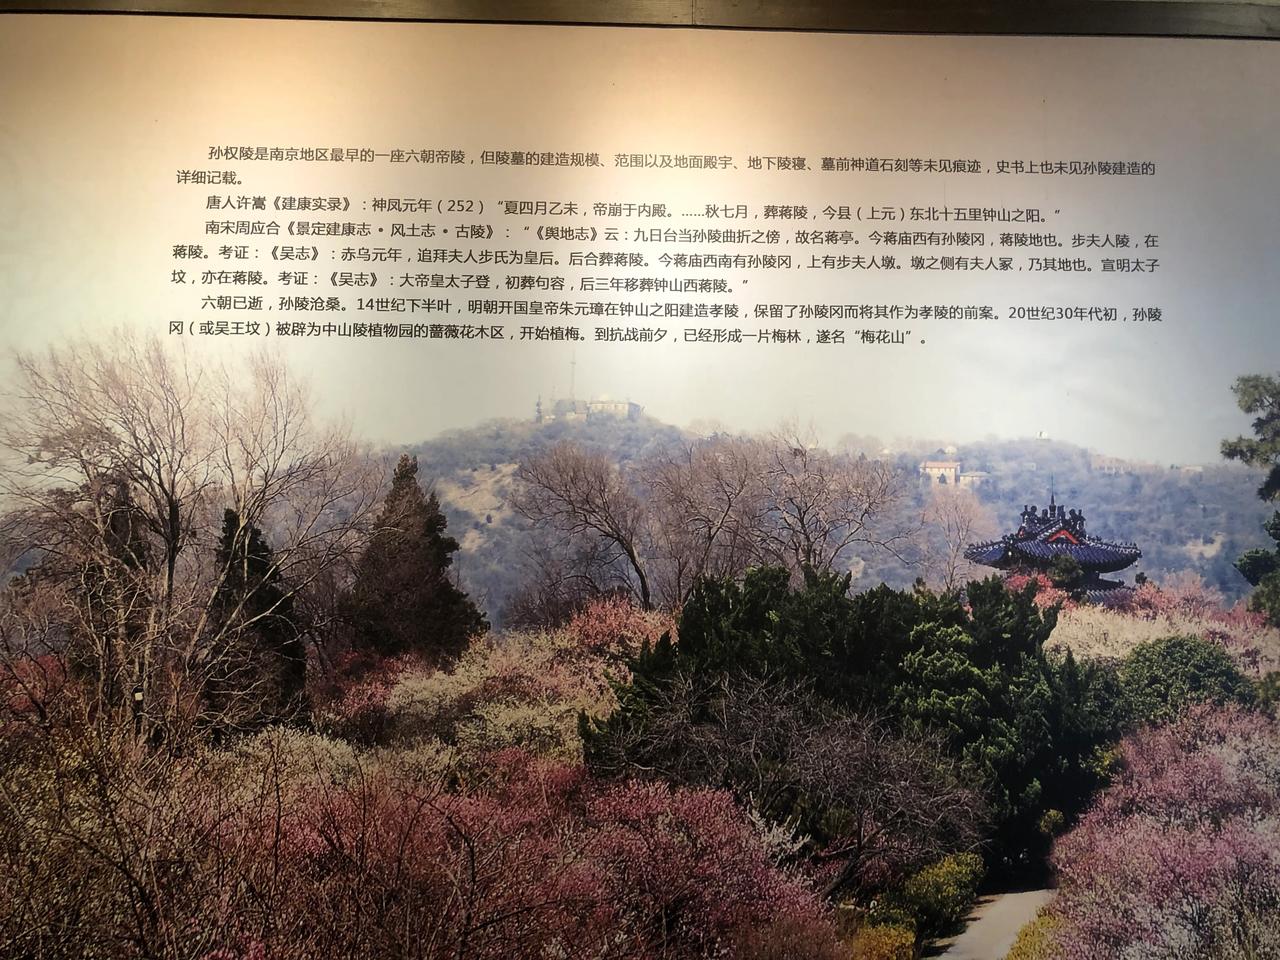 孙权陵是南京地区最早的一座六朝帝陵，但陵墓的建造规模、范围以及地面殿宇、地下陵寝、墓前神道石刻等未见痕迹，史书上也未见孙陵建造的
详细记载。
唐人许嵩《建康实录》：神凤元年（252）“夏四月乙未，帝崩于内殿。……秋七月，葬蒋陵，今县（上元）东北十五里钟山之阳。”
南宋周应合《景定建康志·风土志·古陵》：“《舆地志》云：九日台当孙陵曲折之傍，故名蒋亭。今蒋庙西有孙陵冈，蒋陵地也。步夫人陵，在
蒋陵。考证：《吴志》：赤乌元年，追拜夫人步氏为皇后。后合葬蒋陵。今蒋庙西南有孙陵冈，上有步夫人墩。墩之侧有夫人冢，乃其地也。宣明太子
坟，亦在蒋陵。考证：《吴志》：大帝皇太子登，初葬句容，后三年移葬钟山西蒋陵。”
六朝已逝，孙陵沧桑。14世纪下半叶，明朝开国皇帝朱元璋在钟山之阳建造孝陵，保留了孙陵冈而将其作为孝陵的前案。20世纪30年代初，孙陵
冈（或吴王坟）被辟为中山陵植物园的蔷薇花木区，开始植梅。到抗战前夕，已经形成一片梅林，遂名“梅花山”。